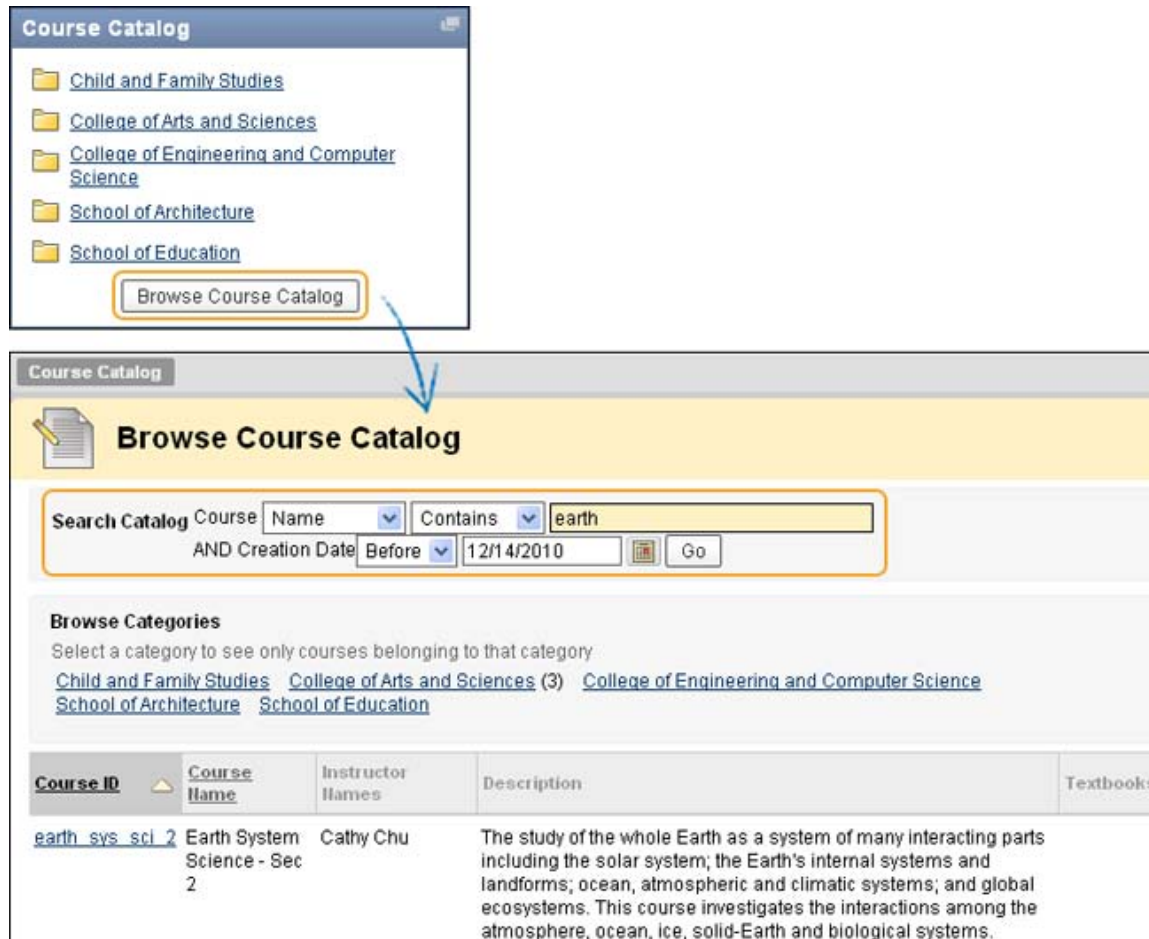 Course Catalog
Child and Family Studies
College of Arts and Sciences
College of Engineering and Computer
Science
School of Architecture
School of Education
Browse Course Catalog
Course Catalog
Browse Course Catalog
Search Catalog Course Name Contains earth
AND Creation Date Before 12/14/2010 Go
Browse Categories
Select a category to see only courses belonging to that category
Child and Family Studies College of Arts and Sciences (3) College of Engineering and Computer Science
School of Architecture School of Education
Course ID Course Name Instructor Names Description Textbooks
earth_sys_sci_2 Earth System Cathy Chu The study of the whole Earth as a system of many interacting parts
Science - Sec including the solar system; the Earth's internal systems and
2 landforms; ocean, atmospheric and climatic systems; and global
ecosystems. This course investigates the interactions among the
atmosphere, ocean, ice, solid-Earth and biological systems.